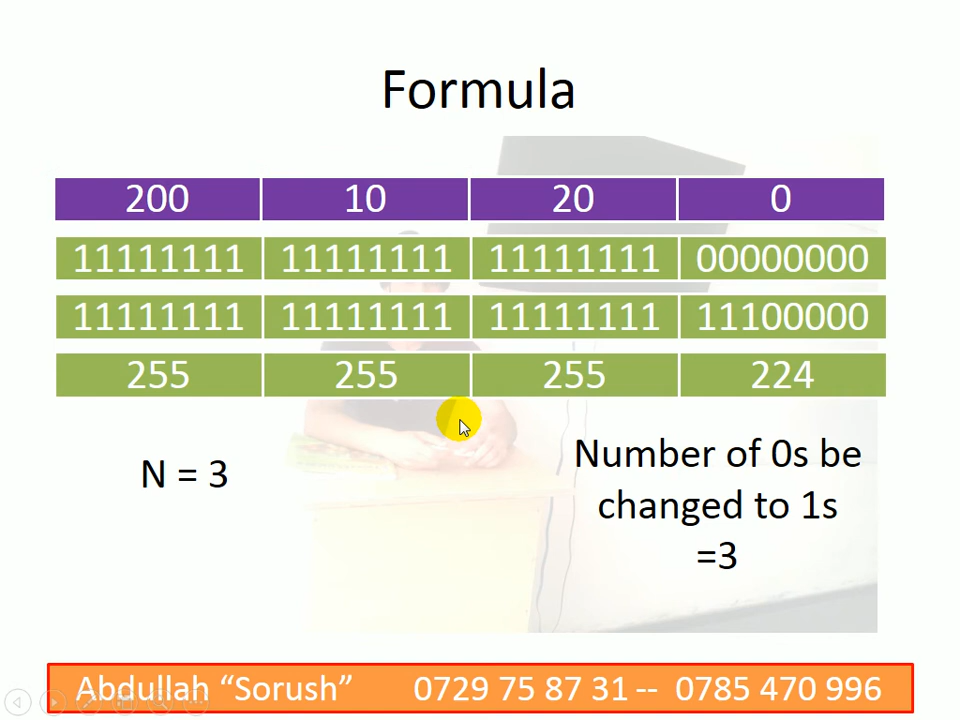 Formula
200 10 20 0
11111111 11111111 11111111 00000000
11111111 11111111 11111111 11100000
255 255 255 224
N = 3
Number of 0s be
changed to 1s
=3
Abdullah “Sorush” 0729 75 87 31 -- 0785 470 996